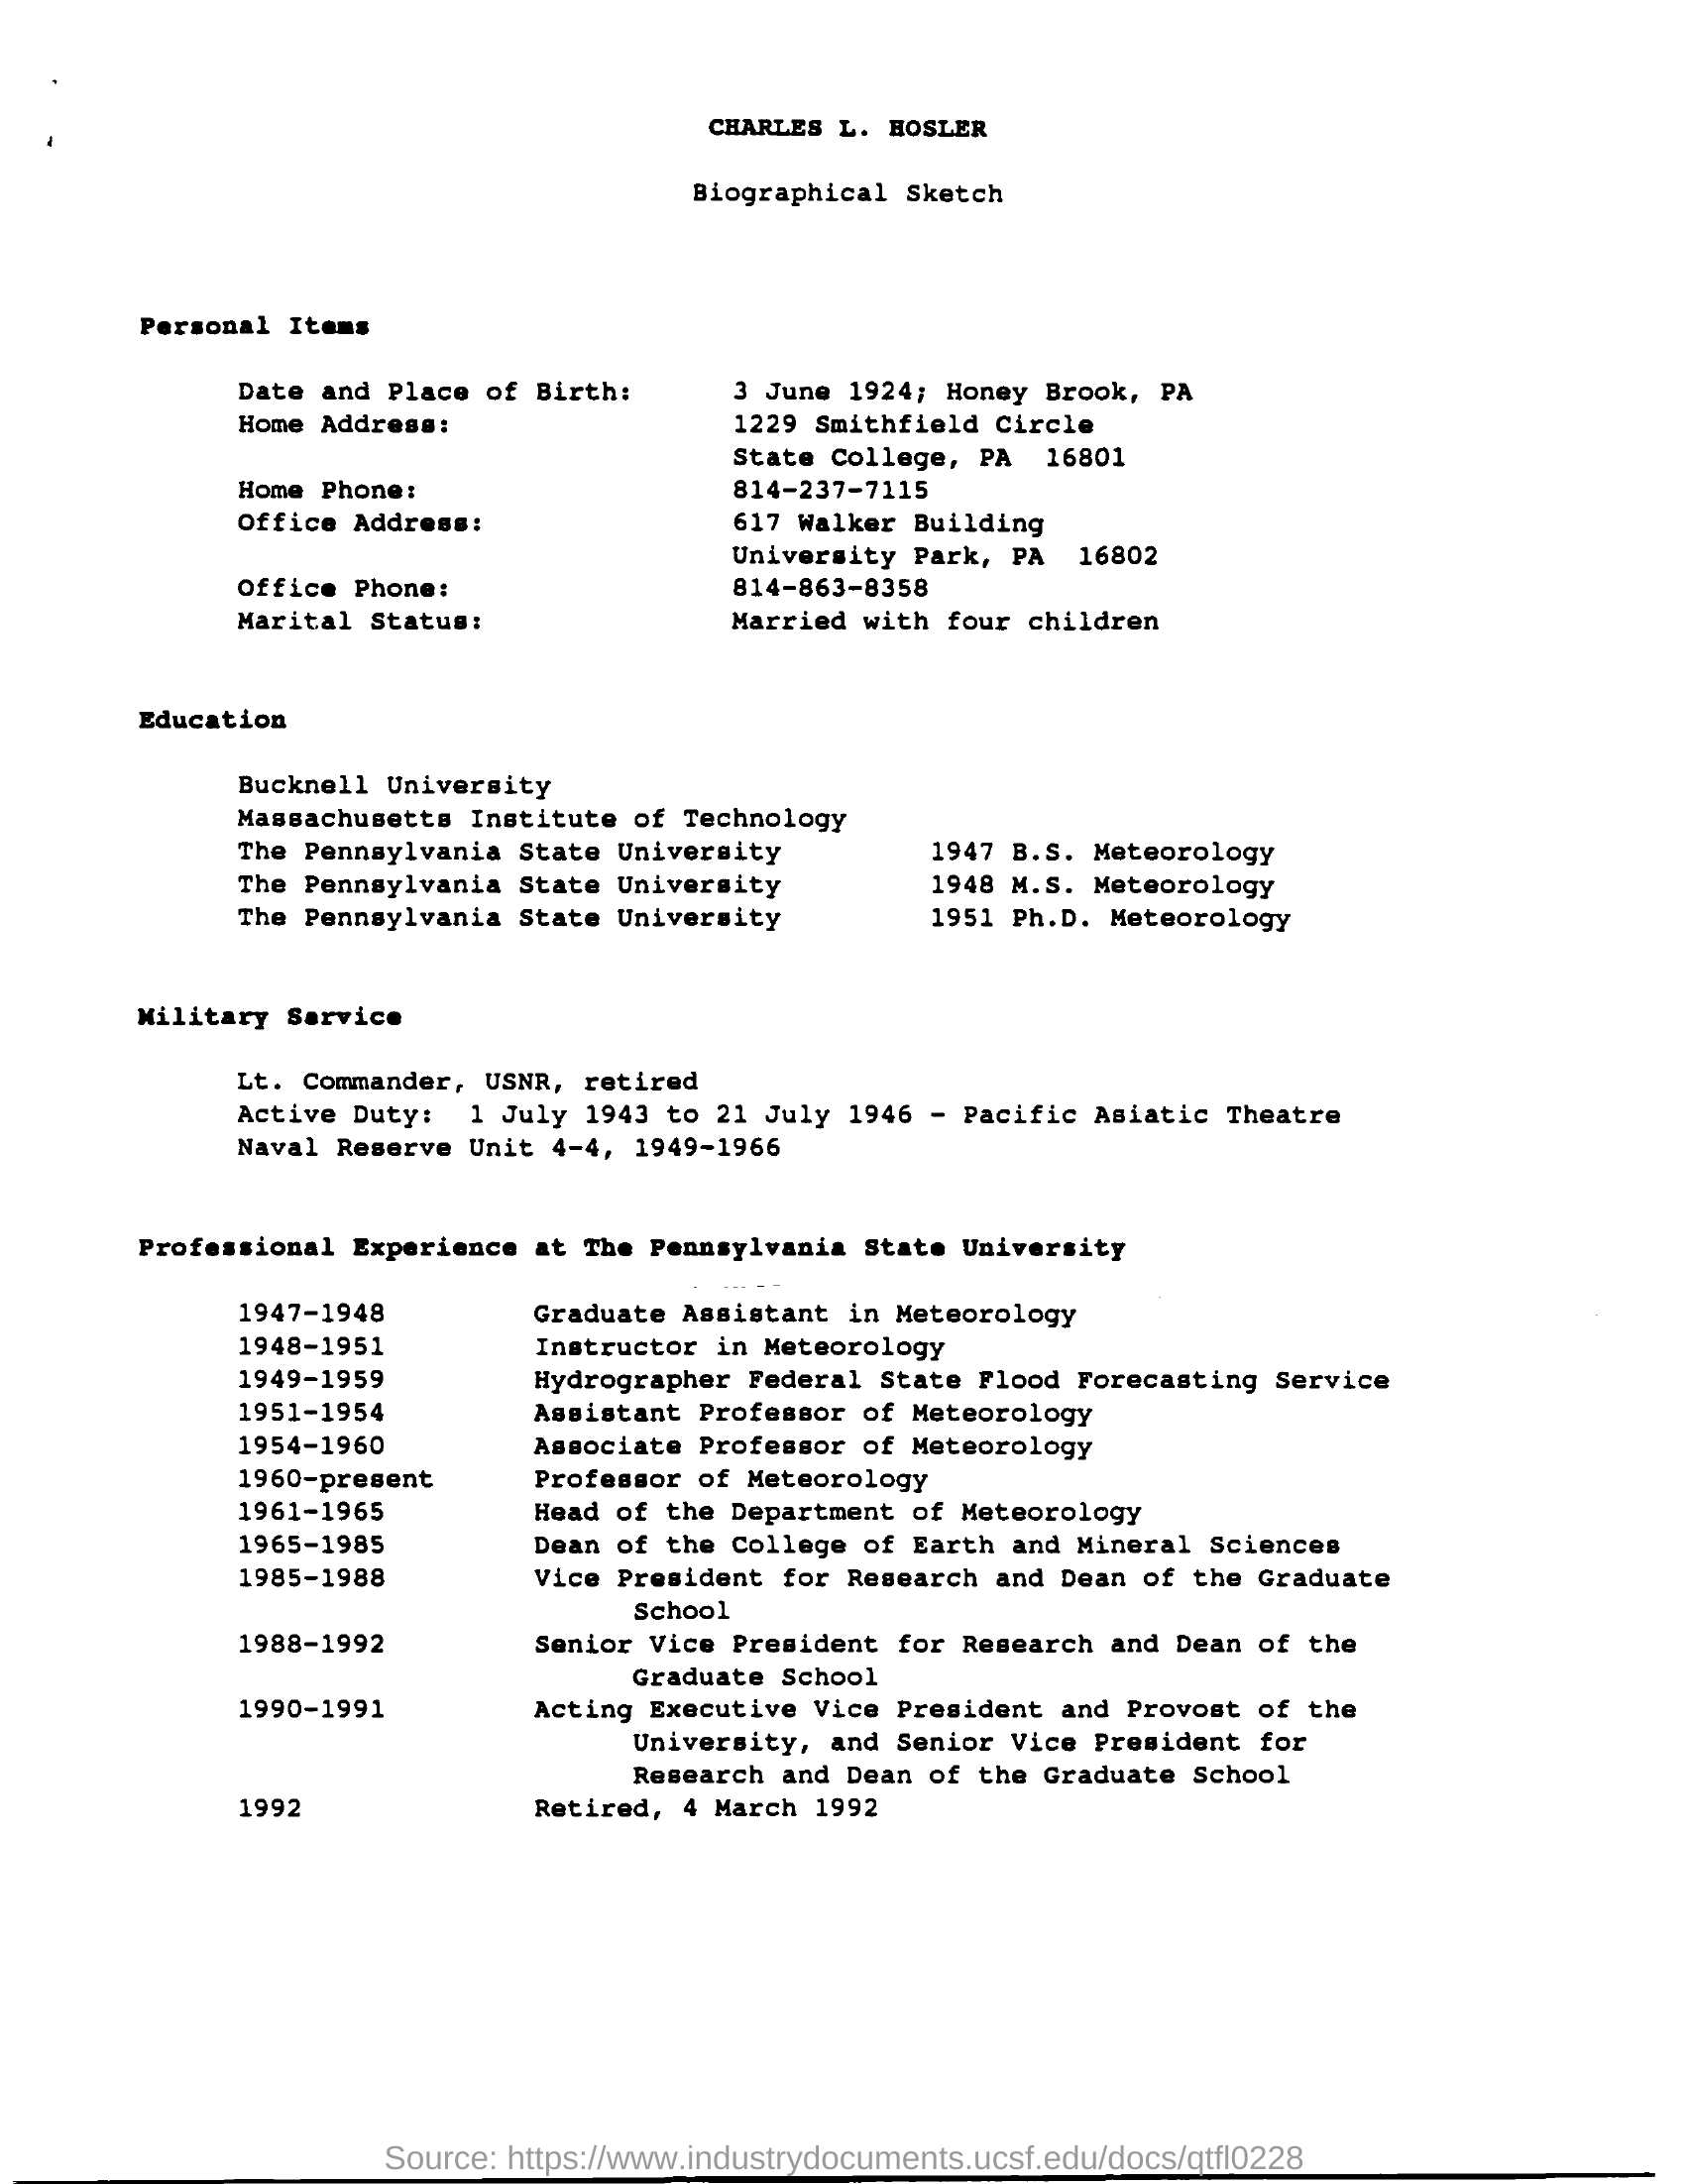 CHARLES L. HOSLER
Biographical Sketch
Personal Items
Date and Place of Birth: 3 June 1924; Honey Brook, PA
Home Address: 1229 Smithfield Circle
State College, PA 16801
Home Phone: 814-237-7115
Office Address: 617 Walker Building
University Park, PA 16802
Office Phone: 814-863-8358
Marital Status: Married with four children
Education
Bucknell University
Massachusetts Institute of Technology
The Pennsylvania State University 1947 B.S. Meteorology
The Pennsylvania State University 1948 M.S. Meteorology
The Pennsylvania State University 1951 Ph.D. Meteorology
Military Service
Lt. Commander, USNR, retired
Active Duty: 1 July 1943 to 21 July 1946 - Pacific Asiatic Theatre
Naval Reserve Unit 4-4, 1949-1966
Professional Experience at The Pennsylvania State University
1947-1948 Graduate Assistant in Meteorology
1948-1951 Instructor in Meteorology
1949-1959 Hydrographer Federal State Flood Forecasting Service
1951-1954 Assistant Professor of Meteorology
1954-1960 Associate Professor of Meteorology
1960-present Professor of Meteorology
1961-1965 Head of the Department of Meteorology
1965-1985 Dean of the College of Earth and Mineral Sciences
1985-1988 Vice President for Research and Dean of the Graduate
School
1988-1992 Senior Vice President for Research and Dean of the
Graduate School
1990-1991 Acting Executive Vice President and Provost of the
University, and Senior Vice President for
Research and Dean of the Graduate School
1992 Retired, 4 March 1992
Source: https://www.industrydocuments.ucsf.edu/docs/qtfl0228